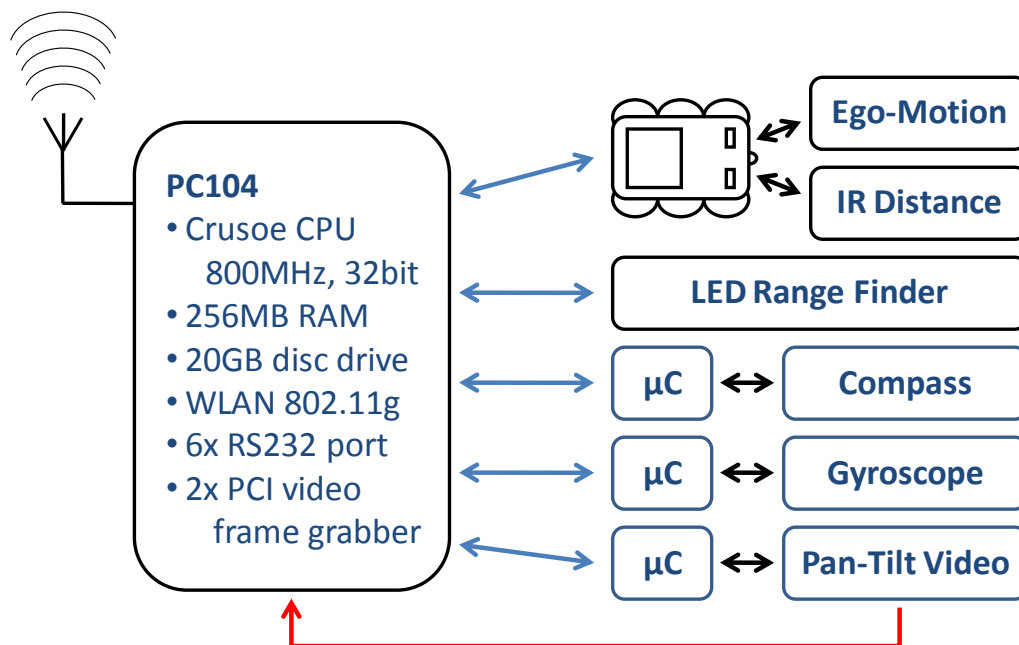 PC104
• Crusoe CPU
800MHz, 32bit
• 256MB RAM
• 20GB disc drive
• WLAN 802.11g
• 6x RS232 port
• 2x PCI video
frame grabber
Ego-Motion
IR Distance
LED Range Finder
µC
Compass
µC
Gyroscope
µC
Pan-Tilt Video